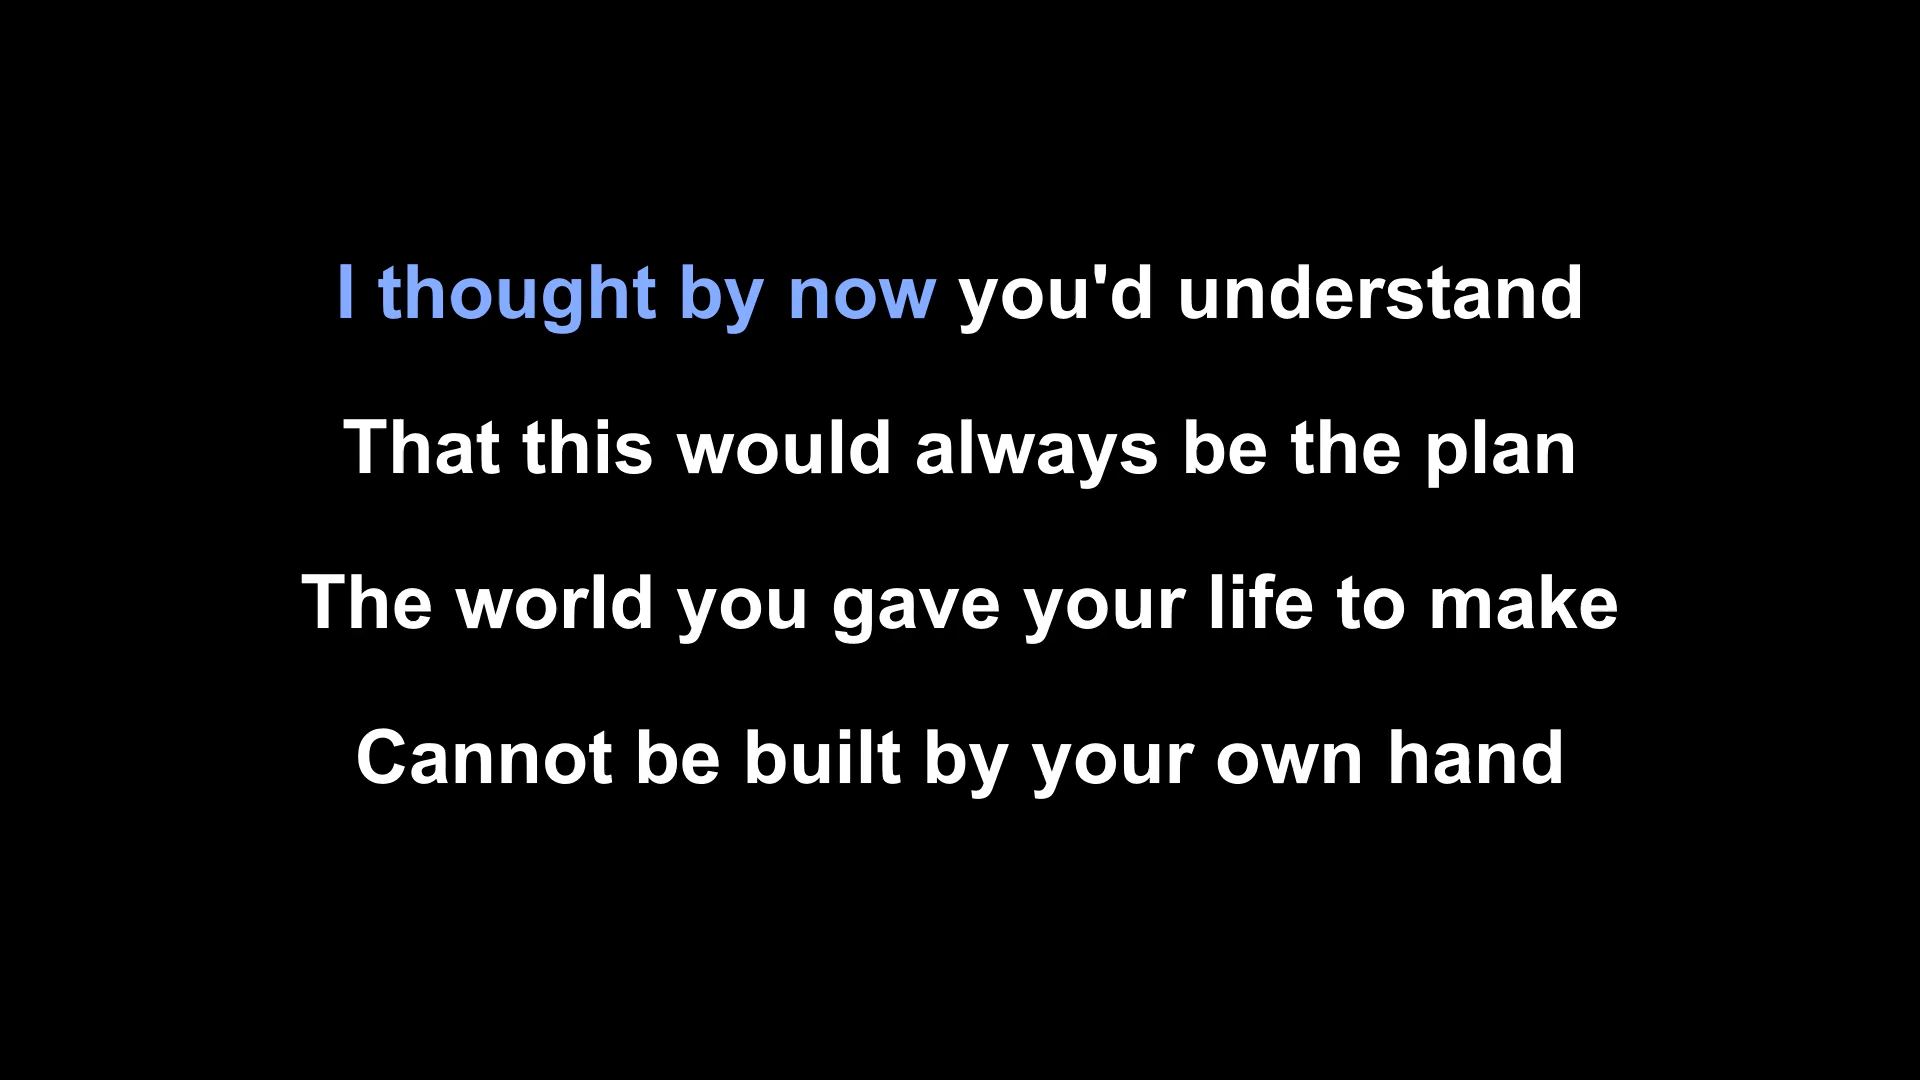 I thought by now you'd understand
That this would always be the plan
The world you gave your life to make
Cannot be built by your own hand